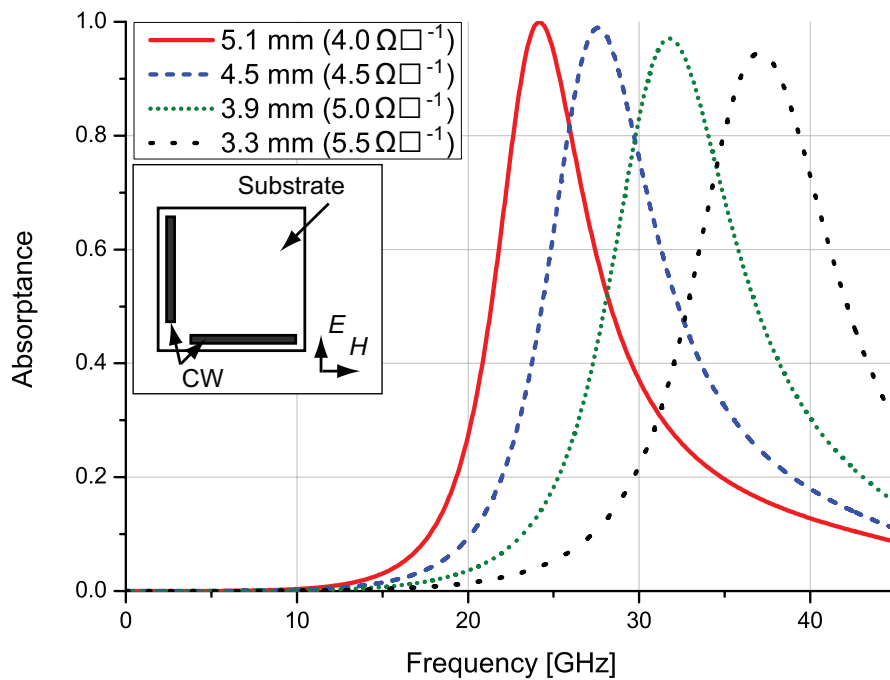 1.0
0.8
0.6
0.4
0.2
0.0
Absorptance
5.1 mm (4.0 Ω□⁻¹)
4.5 mm (4.5 Ω□⁻¹)
3.9 mm (5.0 Ω□⁻¹)
3.3 mm (5.5 Ω□⁻¹)
Substrate
E
H
CW
0 10 20 30 40
Frequency [GHz]